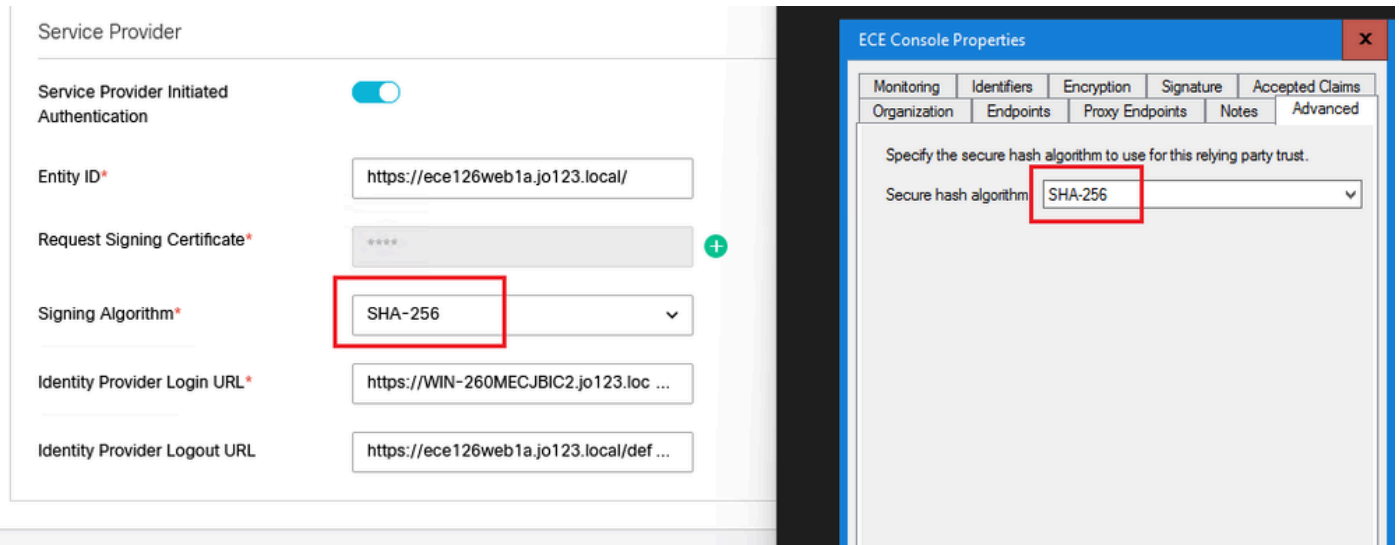 Service Provider
Service Provider Initiated
Authentication
Entity ID*
https://ece126web1a.jo123.local/
Request Signing Certificate*
****
Signing Algorithm*
SHA-256
Identity Provider Login URL*
https://WIN-260MECJBIC2.jo123.loc ...
Identity Provider Logout URL
https://ece126web1a.jo123.local/def ...
ECE Console Properties
x
Monitoring Identifiers Encryption Signature Accepted Claims
Organization Endpoints Proxy Endpoints Notes Advanced
Specify the secure hash algorithm to use for this relying party trust.
Secure hash algorithm SHA-256